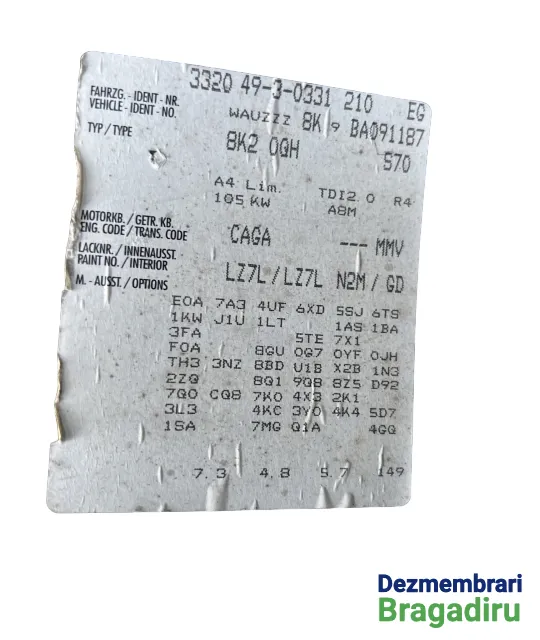 3320 49-3-0331 210 EG
FAHRZG. - IDENT - NR.
VEHICLE - IDENT - NO. WAUZZZ 8K 9 BA091187
TYP / TYPE 8K2 0QH 570
A4 Lim. TDI2.0 R4
105 KW A8M
MOTORKB. / GETR. KB.
ENG. CODE / TRANS. CODE CAGA --- MMV
LACKNR. / INNENAUSST.
PAINT NO. / INTERIOR LZ7L / LZ7L N2M / GD
M. - AUSST. / OPTIONS
E0A 7A3 4UF 6XD 5SJ 6TS
1KW J1U 1LT 1AS 1BA
3FA 5TE 7X1
F0A 8GU 0G7 0YF 0JH
TH3 3NZ 8BD U1B X2B 1N3
2ZQ 8Q1 9Q8 8Z5 D92
7Q0 CQ8 7K0 4X3 2K1
3L3 4KC 3Y0 4K4 5D7
1SA 7MG Q1A 4GQ
7.3 4.8 5.7 149
Dezmembrari
Bragadiru